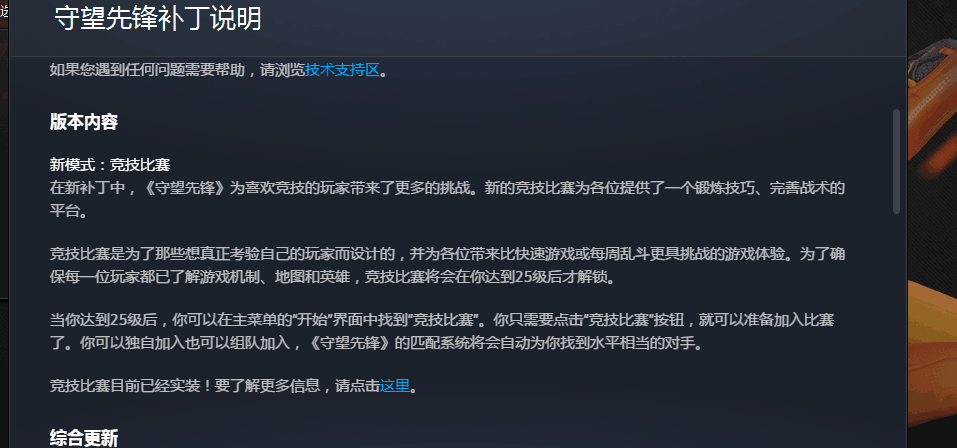 守望先锋补丁说明
如果您遇到任何问题需要帮助，请浏览技术支持区。
版本内容
新模式：竞技比赛
在新补丁中，《守望先锋》为喜欢竞技的玩家带来了更多的挑战。新的竞技比赛为各位提供了一个锻炼技巧、完善战术的
平台。
竞技比赛是为了那些想真正考验自己的玩家而设计的，并为各位带来比快速游戏或每周乱斗更具挑战的游戏体验。为了确
保每一位玩家都已了解游戏机制、地图和英雄，竞技比赛将会在你达到25级后才解锁。
当你达到25级后，你可以在主菜单的“开始”界面中找到“竞技比赛”。你只需要点击“竞技比赛”按钮，就可以准备加入比赛
了。你可以独自加入也可以组队加入，《守望先锋》的匹配系统将会自动为你找到水平相当的对手。
竞技比赛目前已经实装！要了解更多信息，请点击这里。
综合更新